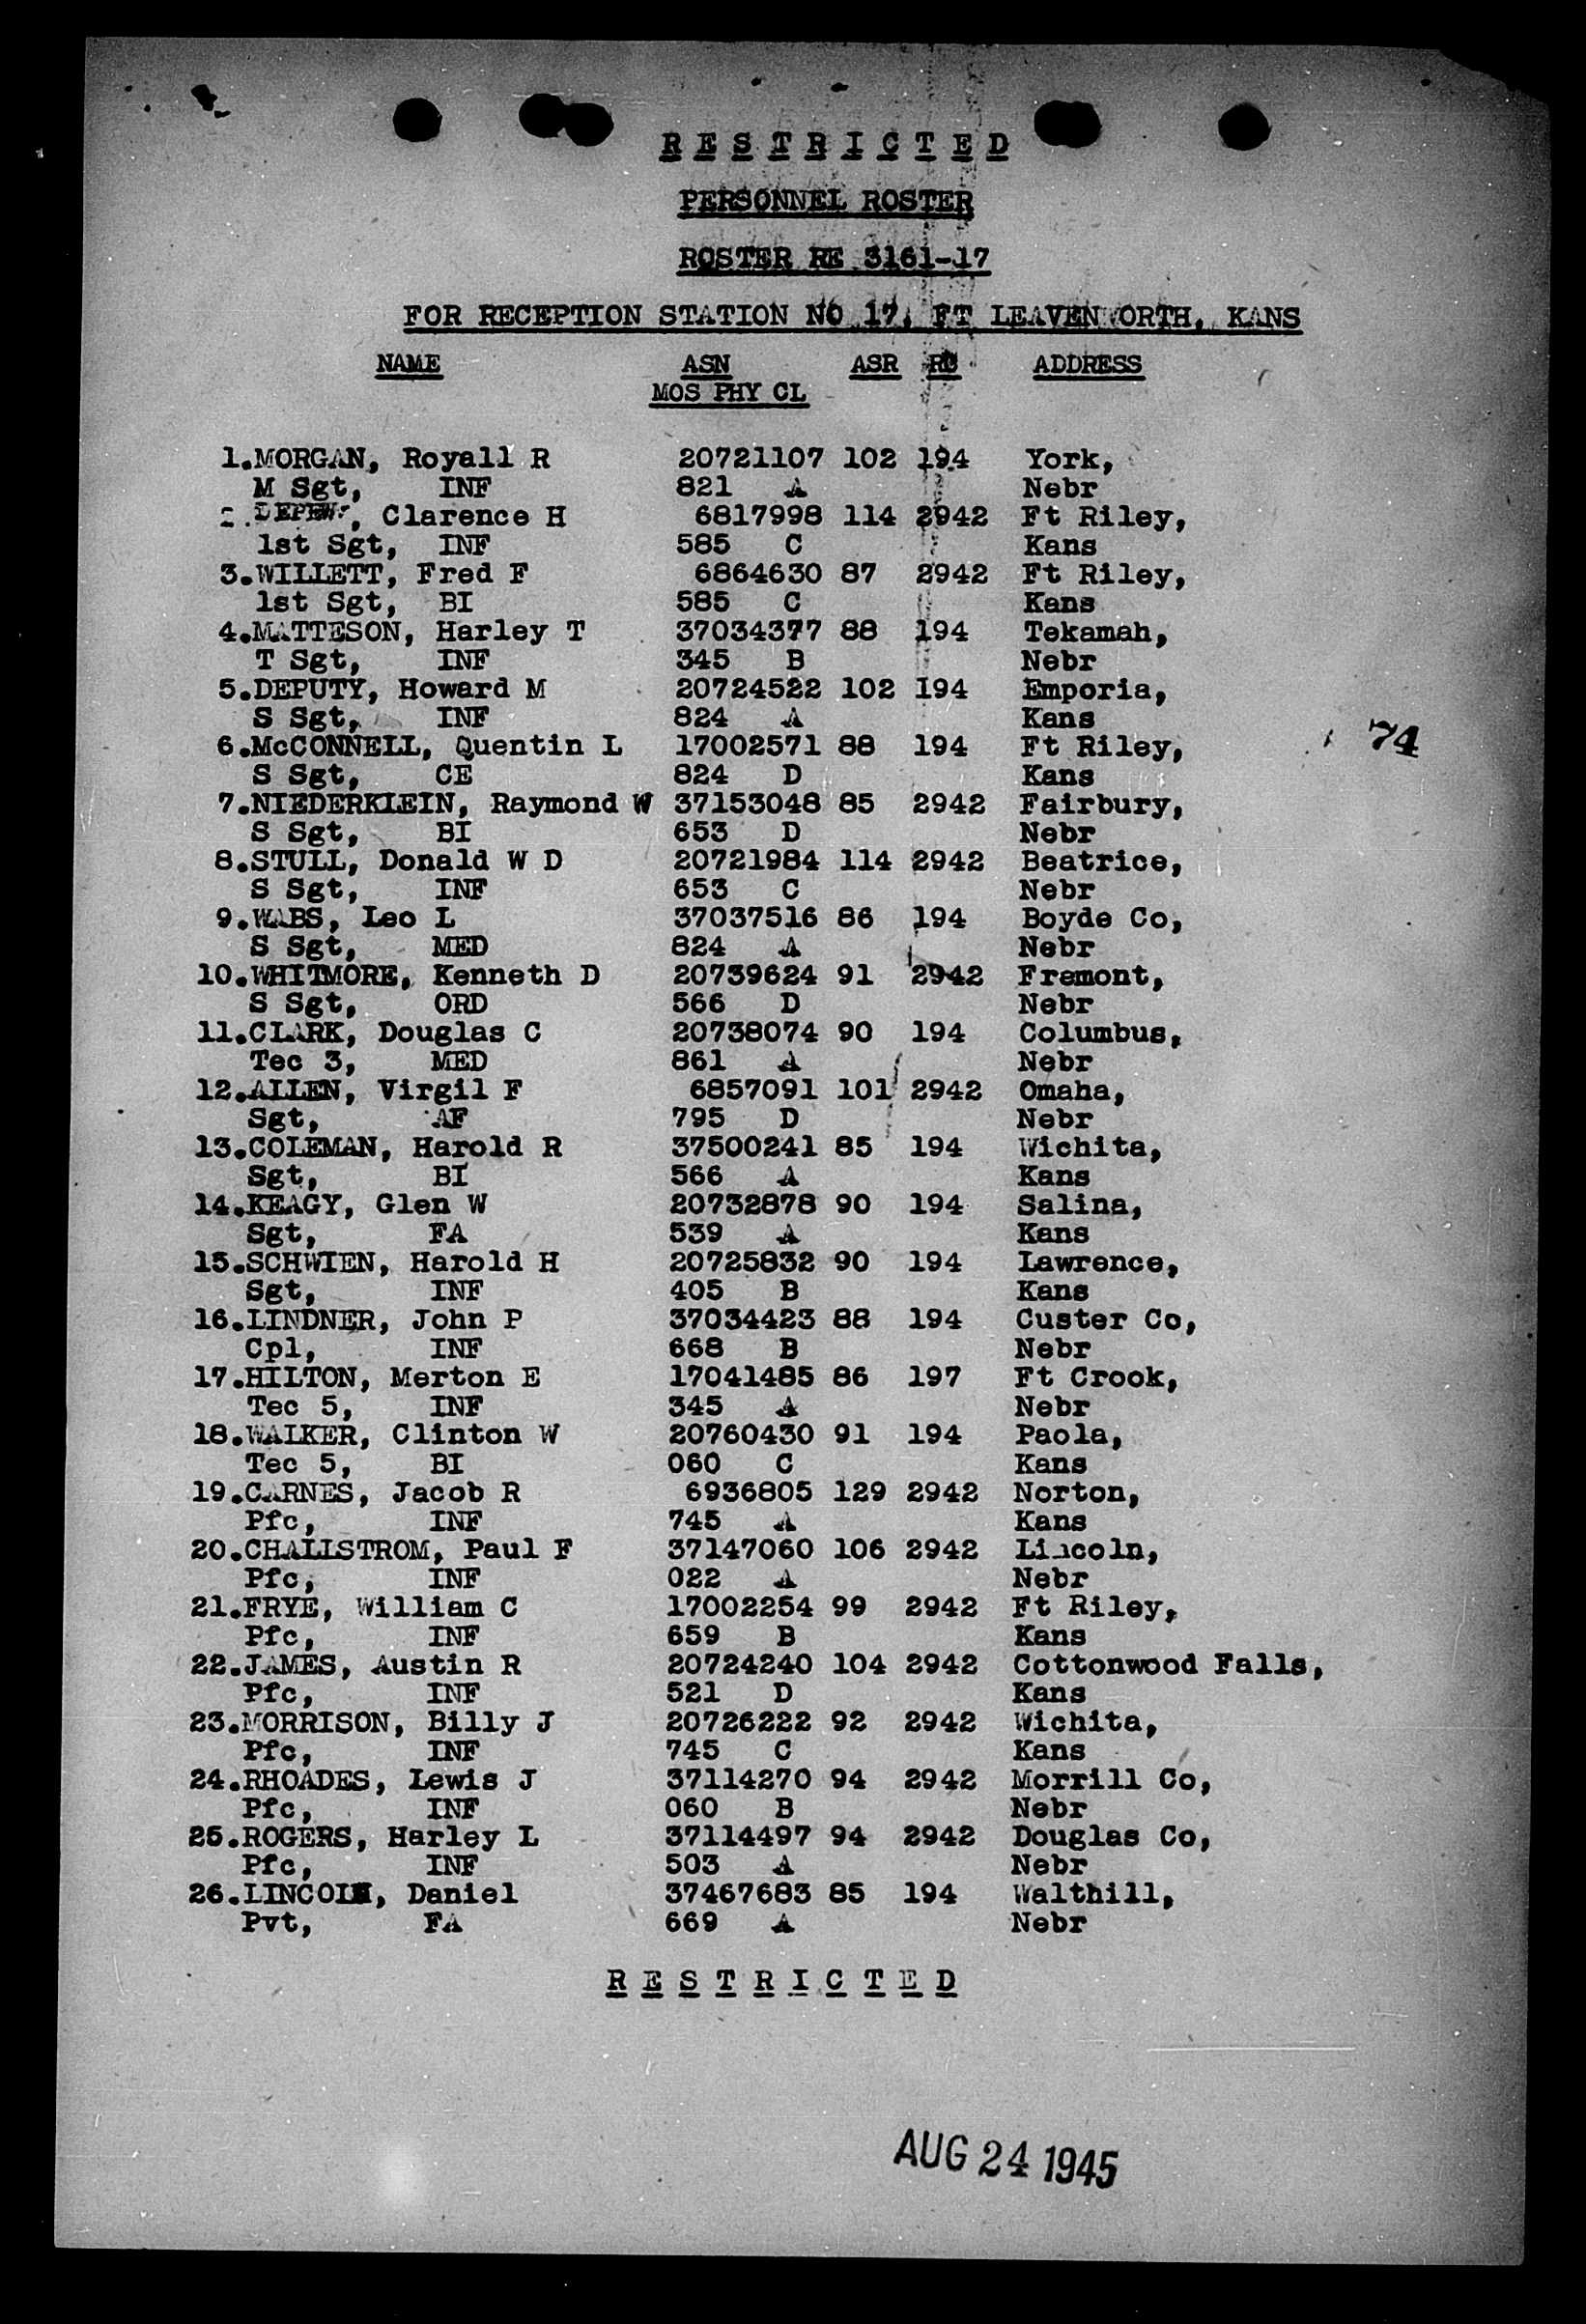 R E S T R I C T E D
PERSONNEL ROSTER
ROSTER RE 3161-17
FOR RECEPTION STATION NO 17, FT LEAVENWORTH, KANS
NAME ASN ASR RC ADDRESS
MOS PHY CL
1.MORGAN, Royall R 20721107 102 194 York,
M Sgt, INF 821 A Nebr
2. Clarence H 6817998 114 2942 Ft Riley,
1st Sgt, INF 585 C Kans
3.WILLETT, Fred F 6864630 87 2942 Ft Riley,
1st Sgt, BI 585 C Kans
4.MATTESON, Harley T 37034377 88 194 Tekamah,
T Sgt, INF 345 B Nebr
5.DEPUTY, Howard M 20724522 102 194 Emporia,
S Sgt, INF 824 A Kans
6.McCONNELL, Quentin L 17002571 88 194 Ft Riley,
74
S Sgt, CE 824 D Kans
7.NIEDERKLEIN, Raymond W 37153048 85 2942 Fairbury,
S Sgt, BI 653 D Nebr
8.STULL, Donald W D 20721984 114 2942 Beatrice,
S Sgt, INF 653 C Nebr
9.WABS, Leo L 37037516 86 194 Boyde Co,
S Sgt, MED 824 A Nebr
10.WHITMORE, Kenneth D 20739624 91 2942 Fremont,
S Sgt, ORD 566 D Nebr
11.CLARK, Douglas C 20738074 90 194 Columbus,
Tec 3, MED 861 A Nebr
12.ALLEN, Virgil F 6857091 101 2942 Omaha,
Sgt, AF 795 D Nebr
13.COLEMAN, Harold R 37500241 85 194 Wichita,
Sgt, BI 566 A Kans
14.KEAGY, Glen W 20732878 90 194 Salina,
Sgt, FA 539 A Kans
15.SCHWIEN, Harold H 20725832 90 194 Lawrence,
Sgt, INF 405 B Kans
16.LINDNER, John P 37034423 88 194 Custer Co,
Cpl, INF 668 B Nebr
17.HILTON, Merton E 17041485 86 197 Ft Crook,
Tec 5, INF 345 A Nebr
18.WALKER, Clinton W 20760430 91 194 Paola,
Tec 5, BI 060 C Kans
19.CARNES, Jacob R 6936805 129 2942 Norton,
Pfc, INF 745 A Kans
20.CHALLSTROM, Paul F 37147060 106 2942 Lincoln,
Pfc, INF 022 A Nebr
21.FRYE, William C 17002254 99 2942 Ft Riley,
Pfc, INF 659 B Kans
22.JAMES, Austin R 20724240 104 2942 Cottonwood Falls,
Pfc, INF 521 D Kans
23.MORRISON, Billy J 20726222 92 2942 Wichita,
Pfc, INF 745 C Kans
24.RHOADES, Lewis J 37114270 94 2942 Morrill Co,
Pfc, INF 060 B Nebr
25.ROGERS, Harley L 37114497 94 2942 Douglas Co,
Pfc, INF 503 A Nebr
26.LINCOLN, Daniel 37467683 85 194 Walthill,
Pvt, FA 669 A Nebr
R E S T R I C T E D
AUG 24 1945